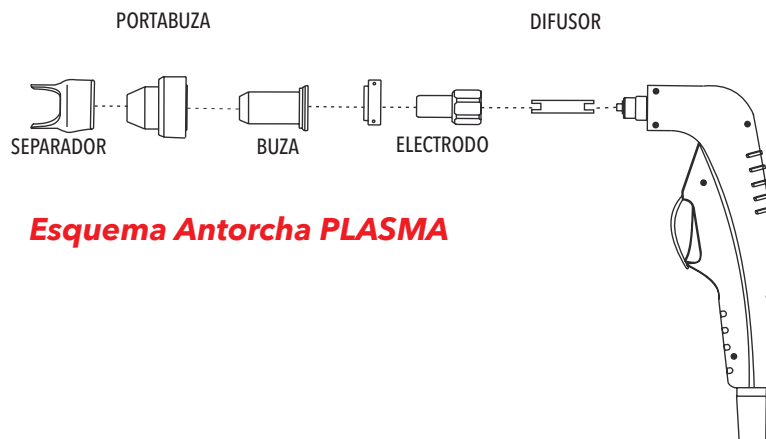 PORTABUZA
DIFUSOR
SEPARADOR
BUZA
ELECTRODO
Esquema Antorcha PLASMA